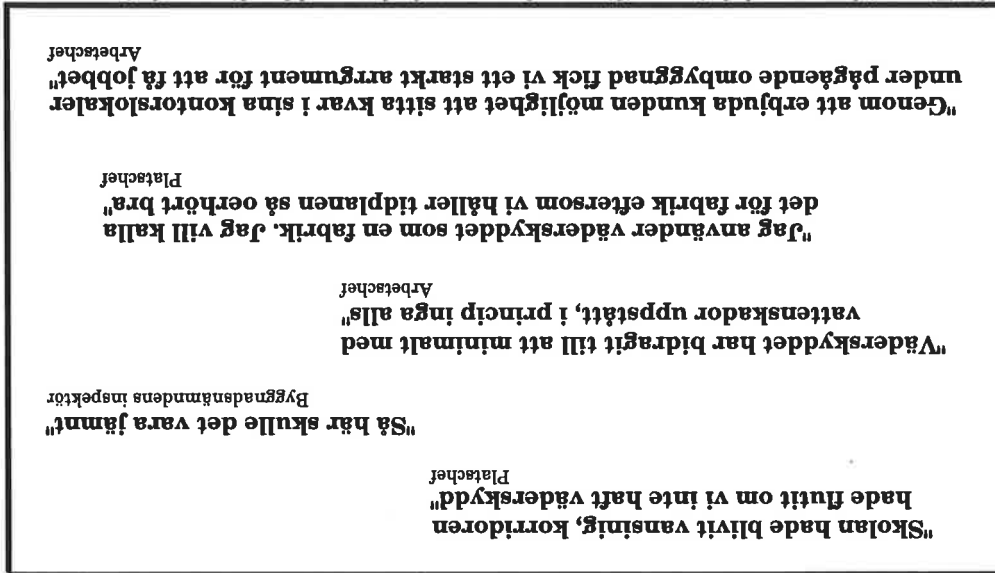 "Skolan hade blivit vansinig, korridoren
hade flutit om vi inte haft väderskydd"
Platschef
"Så här skulle det vara jämnt"
Byggnadsnämndens inspektör
"Väderskyddet har bidragit till att minimalt med
vattenskador uppstått, i princip inga alls"
Arbetschef
"Jag använder väderskyddet som en fabrik. Jag vill kalla
det för fabrik eftersom vi håller tidplanen så oerhört bra"
Platschef
"Genom att erbjuda kunden möjlighet att sitta kvar i sina kontorslokaler
under pågående ombyggnad fick vi ett starkt arrgument för att få jobbet"
Arbetschef